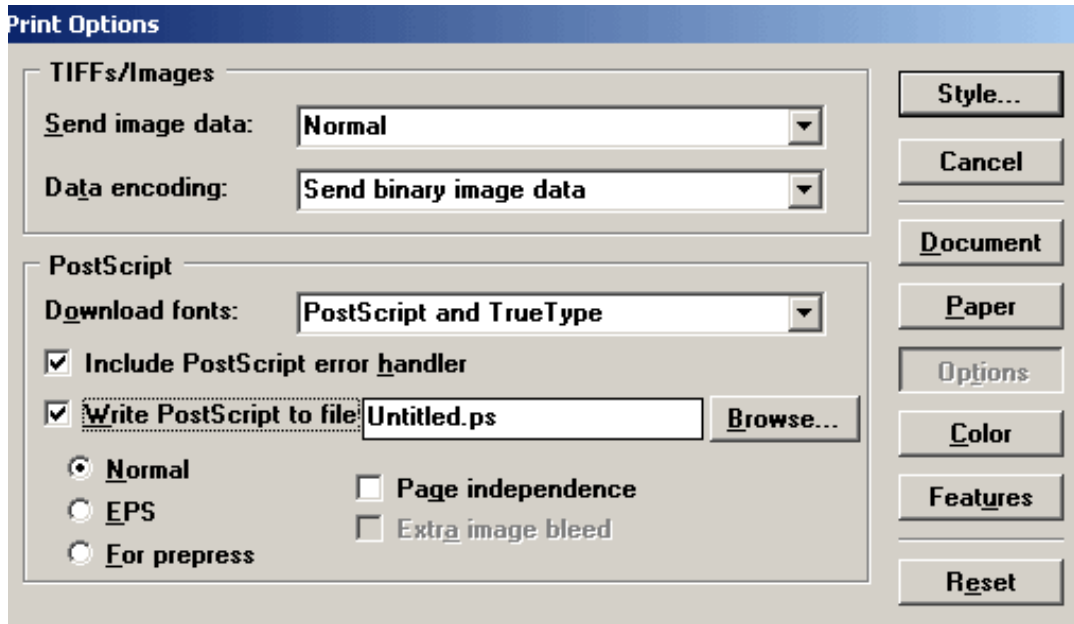 Print Options
TIFFs/Images
Send image data:
Normal
Data encoding:
Send binary image data
PostScript
Download fonts:
PostScript and TrueType
Include PostScript error handler
Write PostScript to file
Untitled.ps
Browse...
Normal
EPS
For prepress
Page independence
Extra image bleed
Style...
Cancel
Document
Paper
Options
Color
Features
Reset